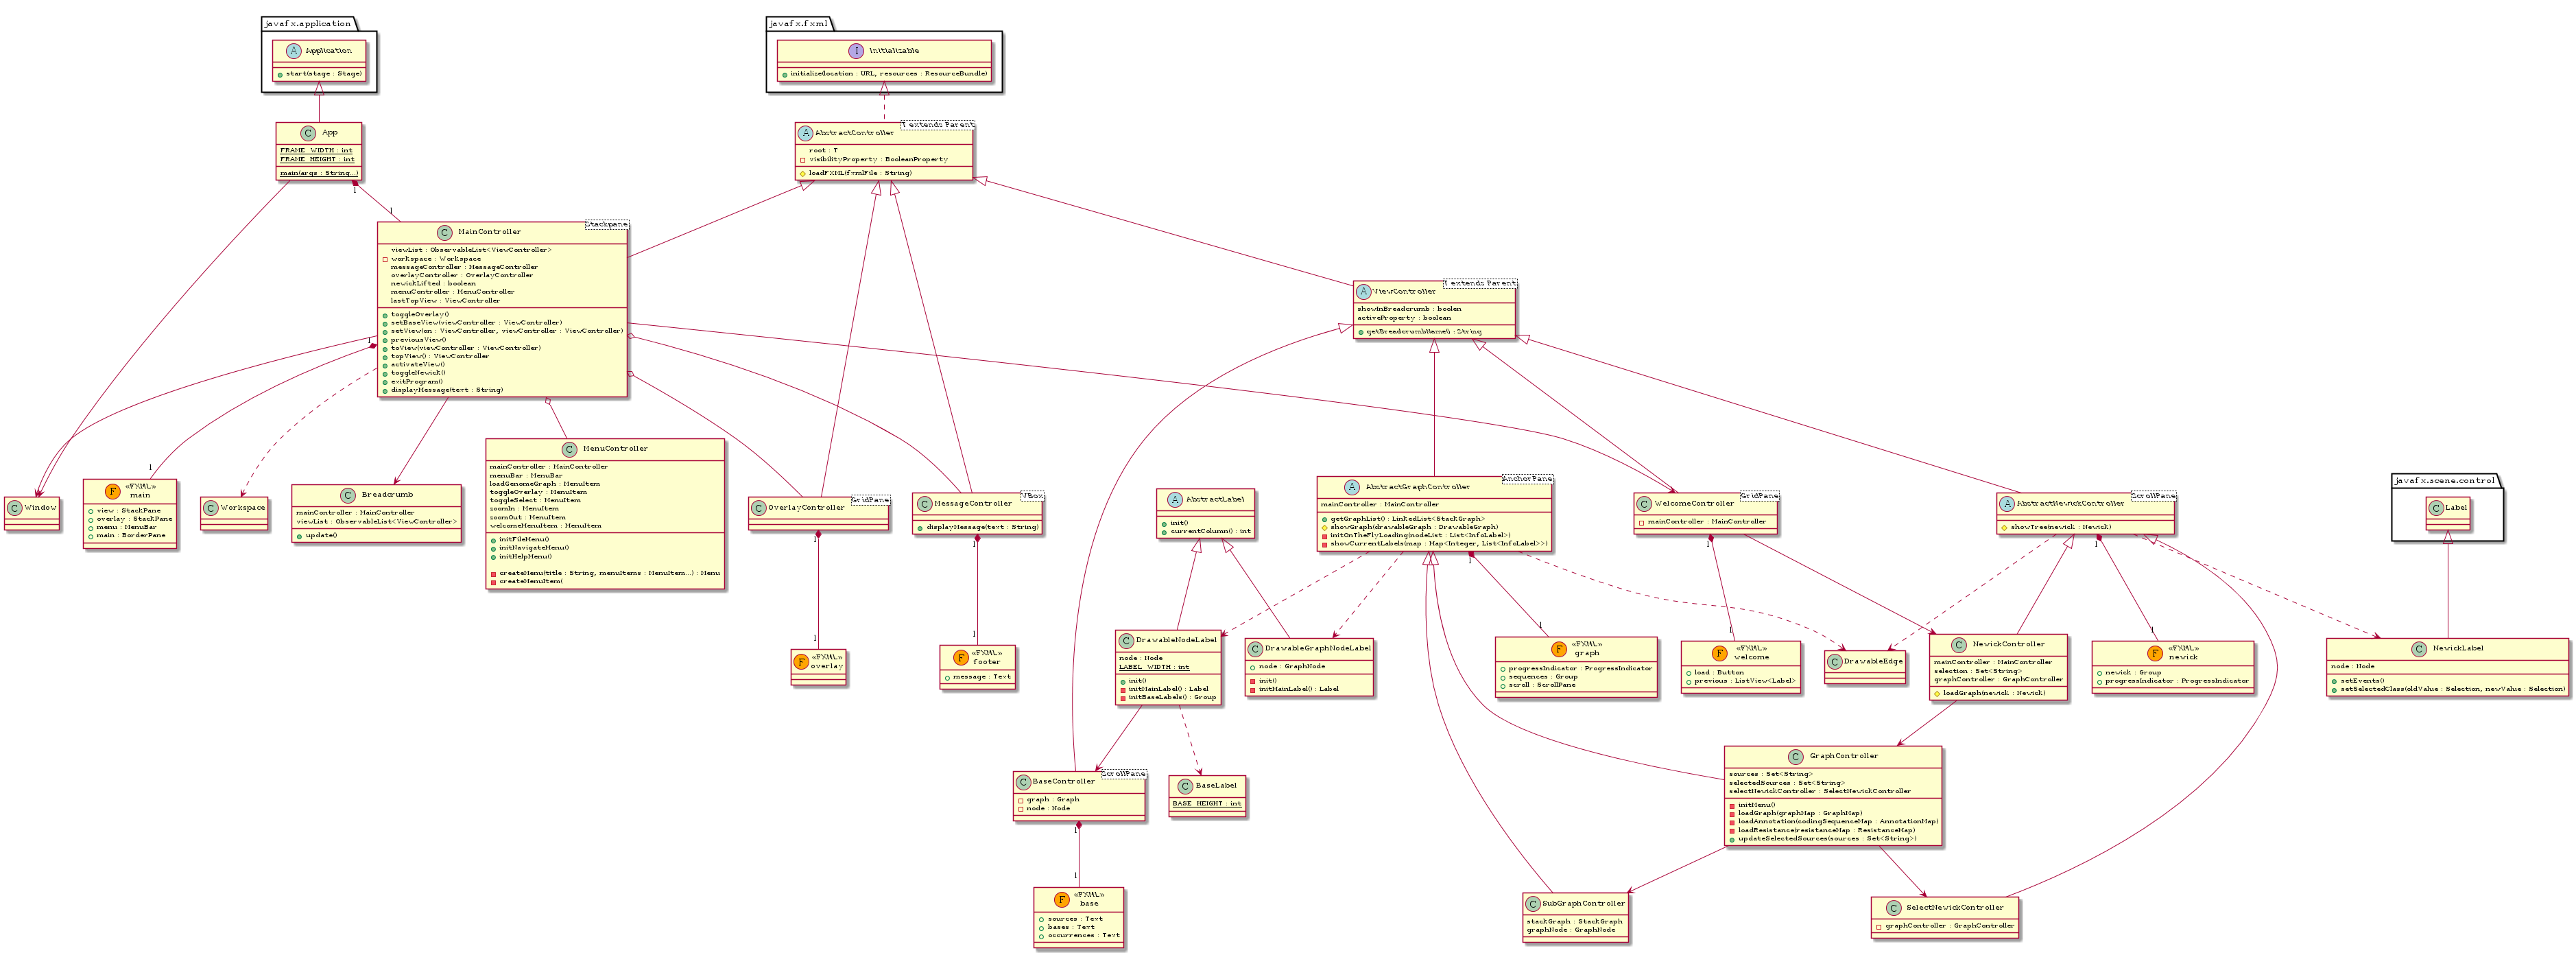 javafx.application
A Application
start(stage : Stage)
javafx.fxml
I Initializable
initialize(location : URL, resources : ResourceBundle)
C App
FRAME_WIDTH : int
FRAME_HEIGHT : int
main(args : String...)
A AbstractController
T extends Parent
root : T
visibilityProperty : BooleanProperty
loadFXML(fxmlFile : String)
1
1
C MainController
Stackpane
viewList : ObservableList<ViewController>
workspace : Workspace
messageController : MessageController
overlayController : OverlayController
newickLifted : boolean
menuController : MenuController
lastTopView : ViewController
toggleOverlay()
setBaseView(viewController : ViewController)
setView(on : ViewController, viewController : ViewController)
previousView()
toView(viewController : ViewController)
topView() : ViewController
activateView()
toggleNewick()
exitProgram()
displayMessage(text : String)
1
1
A ViewController
T extends Parent
showInBreadcrumb : boolen
activeProperty : boolean
getBreadcrumbName() : String
C Window
F «FXML»
main
view : StackPane
overlay : StackPane
menu : MenuBar
main : BorderPane
C Workspace
C Breadcrumb
mainController : MainController
viewList : ObservableList<ViewController>
update()
C MenuController
mainController : MainController
menuBar : MenuBar
loadGenomeGraph : MenuItem
toggleOverlay : MenuItem
toggleSelect : MenuItem
zoomIn : MenuItem
zoomOut : MenuItem
welcomeMenuItem : MenuItem
initFileMenu()
initNavigateMenu()
initHelpMenu()
createMenu(title : String, menuItems : MenuItem...) : Menu
createMenuItem(
C OverlayController
GridPane
1
1
F «FXML»
overlay
C MessageController
VBox
displayMessage(text : String)
1
1
F «FXML»
footer
message : Text
A AbstractLabel
init()
currentColumn() : int
A AbstractGraphController
AnchorPane
mainController : MainController
getGraphList() : LinkedList<StackGraph>
showGraph(drawableGraph : DrawableGraph)
initOnTheFlyLoading(nodeList : List<InfoLabel>)
showCurrentLabels(map : Map<Integer, List<InfoLabel>>)
1
1
C WelcomeController
GridPane
mainController : MainController
1
1
A AbstractNewickController
ScrollPane
showTree(newick : Newick)
1
1
javafx.scene.control
C Label
C DrawableNodeLabel
node : Node
LABEL_WIDTH : int
init()
initMainLabel() : Label
initBaseLabels() : Group
C DrawableGraphNodeLabel
node : GraphNode
init()
initMainLabel() : Label
F «FXML»
graph
progressIndicator : ProgressIndicator
sequences : Group
scroll : ScrollPane
F «FXML»
welcome
load : Button
previous : ListView<Label>
C DrawableEdge
C NewickController
mainController : MainController
selection : Set<String>
graphController : GraphController
loadGraph(newick : Newick)
F «FXML»
newick
newick : Group
progressIndicator : ProgressIndicator
C NewickLabel
node : Node
setEvents()
setSelectedClass(oldValue : Selection, newValue : Selection)
C BaseController
ScrollPane
graph : Graph
node : Node
1
1
C BaseLabel
BASE_HEIGHT : int
C GraphController
sources : Set<String>
selectedSources : Set<String>
selectNewickController : SelectNewickController
initMenu()
loadGraph(graphMap : GraphMap)
loadAnnotation(codingSequenceMap : AnnotationMap)
loadResistance(resistanceMap : ResistanceMap)
updateSelectedSources(sources : Set<String>)
F «FXML»
base
sources : Text
bases : Text
occurrences : Text
C SubGraphController
stackGraph : StackGraph
graphNode : GraphNode
C SelectNewickController
graphController : GraphController